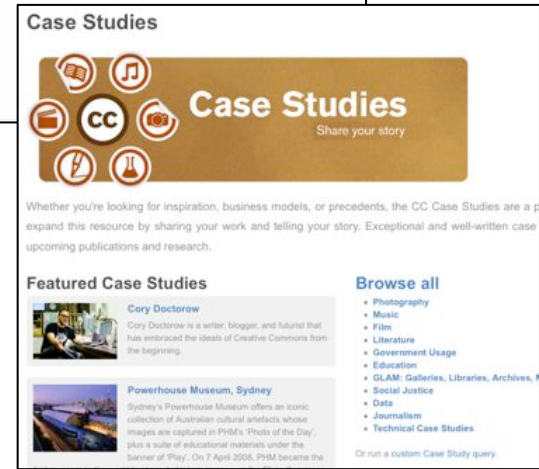 Case Studies
CC
Case Studies
Share your story
Whether you're looking for inspiration, business models, or precedents, the CC Case Studies are a
expand this resource by sharing your work and telling your story. Exceptional and well-written case
upcoming publications and research.
Featured Case Studies
Cory Doctorow
Cory Doctorow is a writer, blogger, and futurist that
has embraced the ideals of Creative Commons from
the beginning.
Powerhouse Museum, Sydney
Sydney's Powerhouse Museum offers an iconic
collection of Australian cultural artefacts whose
images are captured in PHM's 'Photo of the Day',
plus a suite of educational materials under the
banner of 'Play'. On 7 April 2008, PHM became the
Browse all
Photography
Music
Film
Literature
Government Usage
Education
GLAM: Galleries, Libraries, Archives,
Social Justice
Data
Journalism
Technical Case Studies
Or run a custom Case Study query.